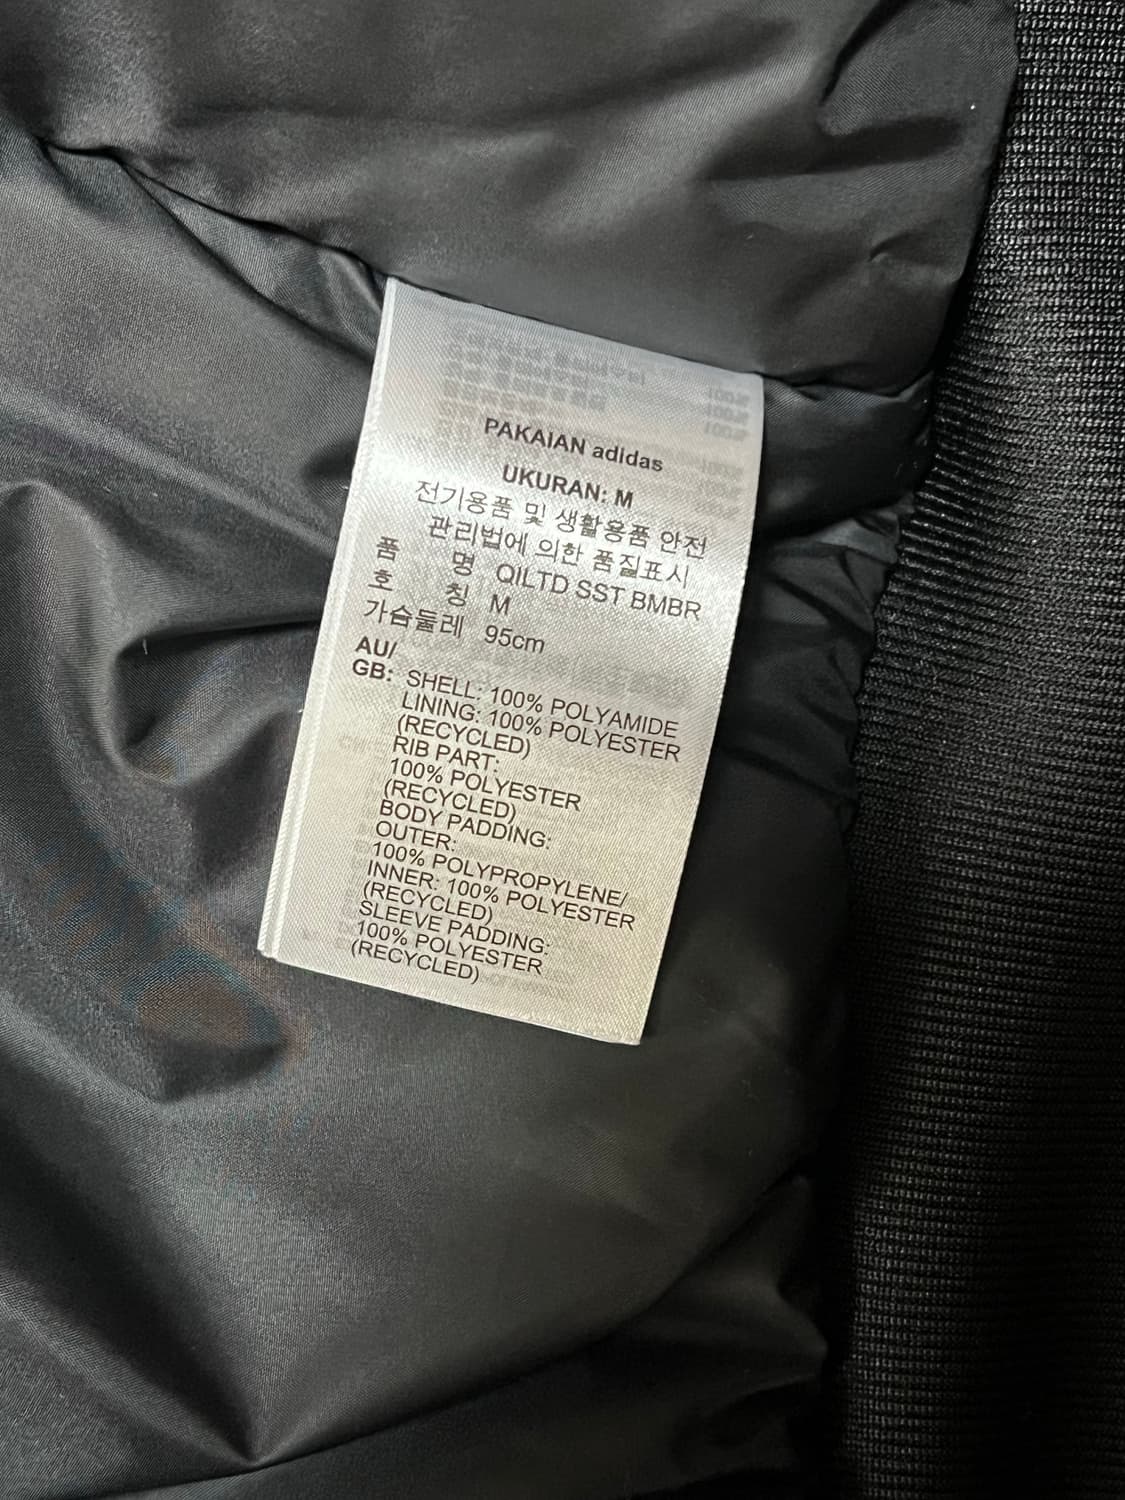 PAKAIAN adidas
UKURAN: M
전기용품 및 생활용품 안전
관리법에 의한 품질표시
품 명 QILTD SST BMBR
호 칭 M
가슴둘레 95cm
AU/
GB: SHELL: 100% POLYAMIDE
LINING: 100% POLYESTER
(RECYCLED)
RIB PART:
100% POLYESTER
(RECYCLED)
BODY PADDING:
OUTER:
100% POLYPROPYLENE/
INNER: 100% POLYESTER
(RECYCLED)
SLEEVE PADDING:
100% POLYESTER
(RECYCLED)